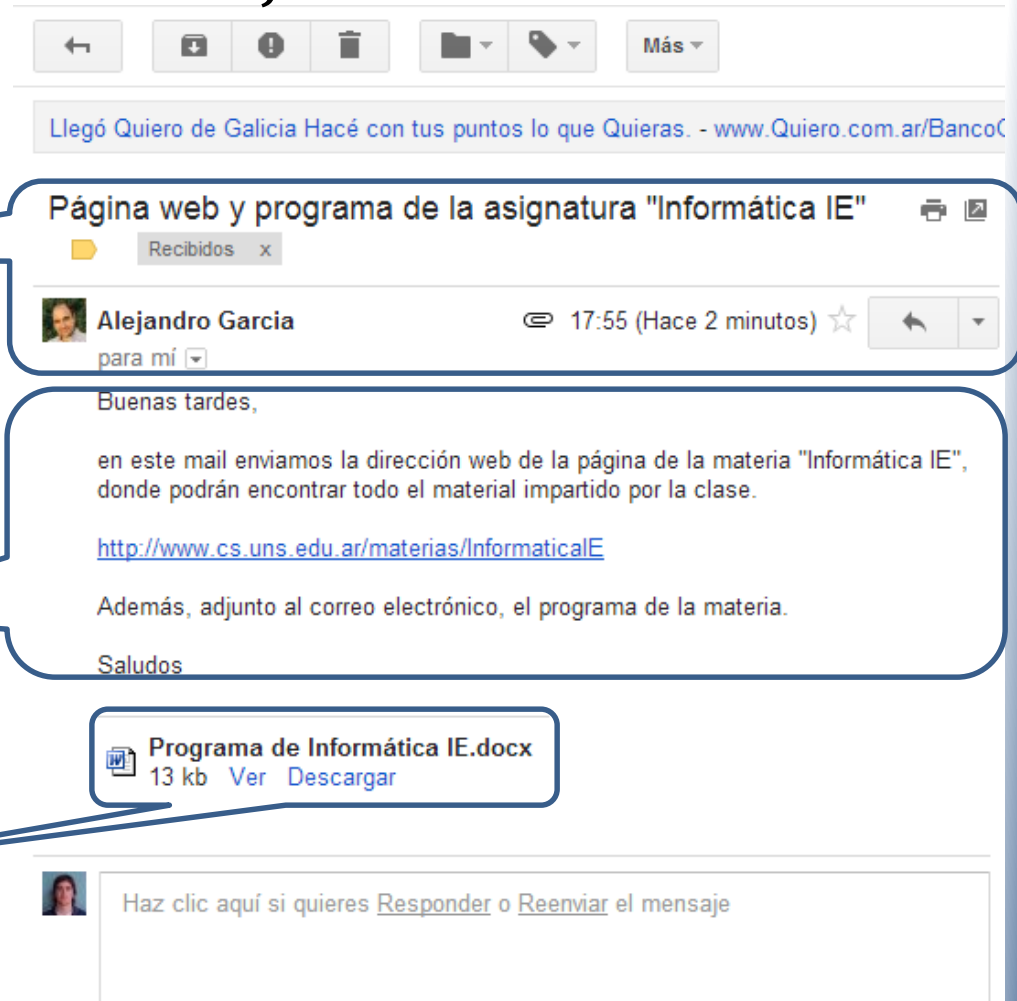 Más
Llegó Quiero de Galicia Hacé con tus puntos lo que Quieras. - www.Quiero.com.ar/Banco
Página web y programa de la asignatura "Informática IE"
Recibidos x
Alejandro Garcia 17:55 (Hace 2 minutos)
para mí
Buenas tardes,
en este mail enviamos la dirección web de la página de la materia "Informática IE",
donde podrán encontrar todo el material impartido por la clase.
http://www.cs.uns.edu.ar/materias/InformaticaIE
Además, adjunto al correo electrónico, el programa de la materia.
Saludos
Programa de Informática IE.docx
13 kb Ver Descargar
Haz clic aquí si quieres Responder o Reenviar el mensaje